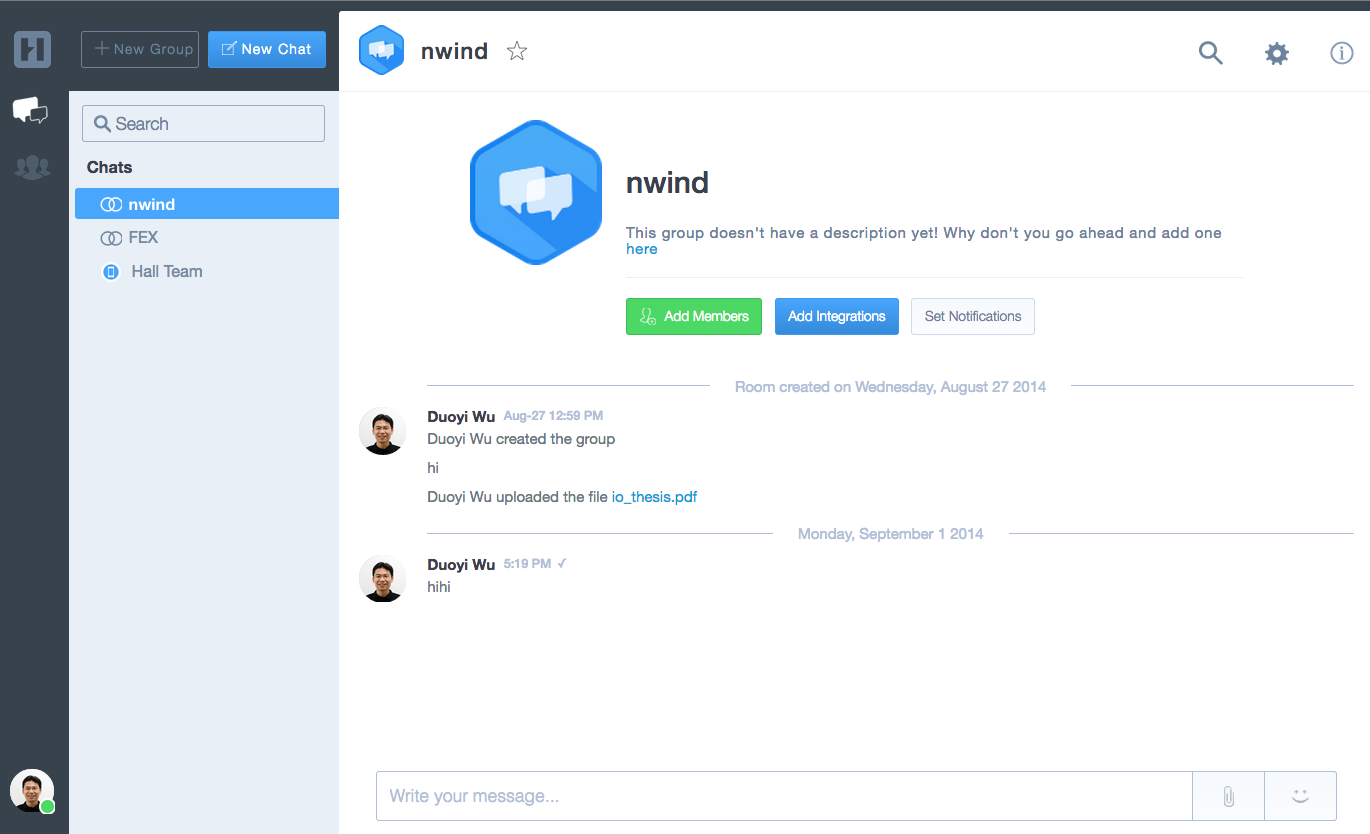 H
New Group
New Chat
Search
Chats
nwind
FEX
Hall Team
nwind
nwind
This group doesn't have a description yet! Why don't you go ahead and add one
here
Add Members
Add Integrations
Set Notifications
Room created on Wednesday, August 27 2014
Duoyi Wu Aug-27 12:59 PM
Duoyi Wu created the group
hi
Duoyi Wu uploaded the file io_thesis.pdf
Monday, September 1 2014
Duoyi Wu 5:19 PM ✓
hihi
Write your message...